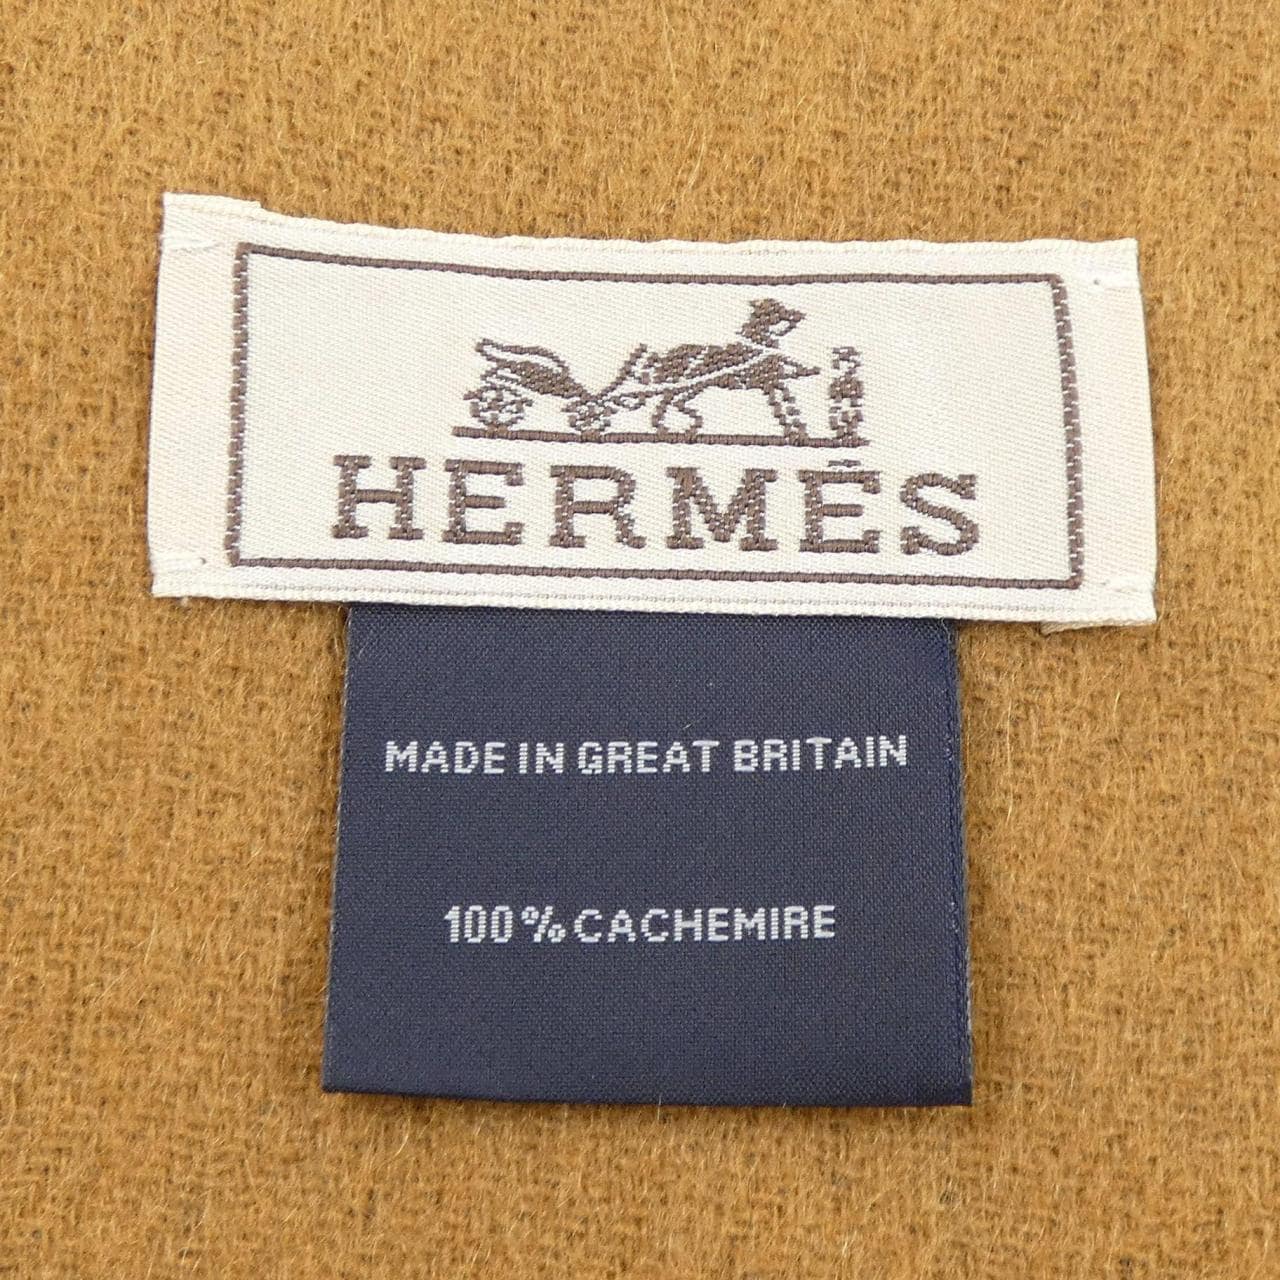 HERMÈS
MADE IN GREAT BRITAIN
100% CACHEMIRE